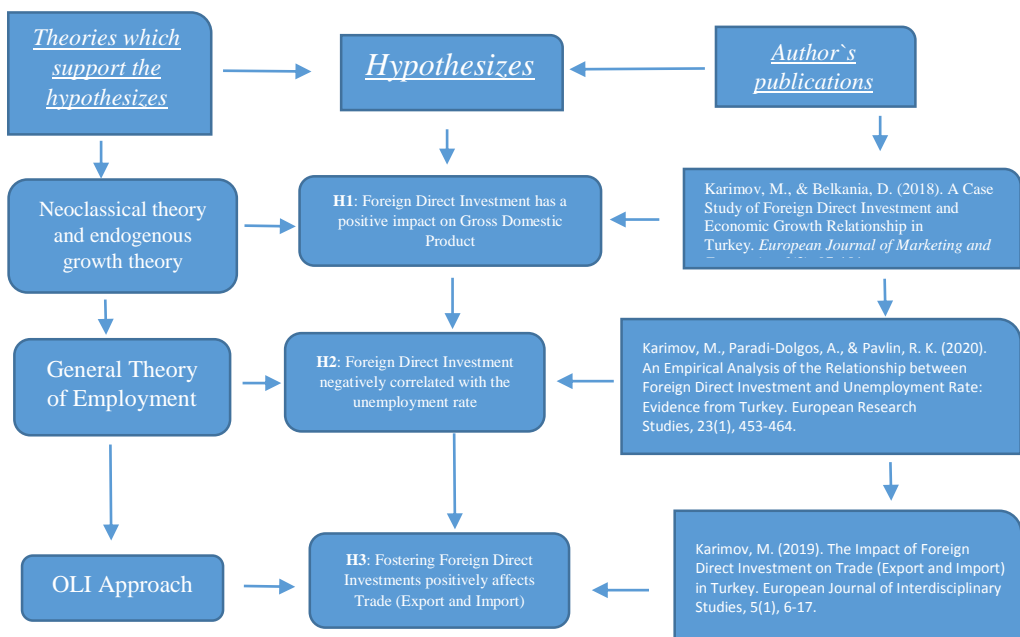 Theories which
support the
hypothesizes
Hypothesizes
Author`s
publications
Neoclassical theory
and endogenous
growth theory
H1: Foreign Direct Investment has a
positive impact on Gross Domestic
Product
Karimov, M., & Belkania, D. (2018). A Case
Study of Foreign Direct Investment and
Economic Growth Relationship in
Turkey. European Journal of Marketing and
General Theory
of Employment
H2: Foreign Direct Investment
negatively correlated with the
unemployment rate
Karimov, M., Paradi-Dolgos, A., & Pavlin, R. K. (2020).
An Empirical Analysis of the Relationship between
Foreign Direct Investment and Unemployment Rate:
Evidence from Turkey. European Research
Studies, 23(1), 453-464.
OLI Approach
H3: Fostering Foreign Direct
Investments positively affects
Trade (Export and Import)
Karimov, M. (2019). The Impact of Foreign
Direct Investment on Trade (Export and Import)
in Turkey. European Journal of Interdisciplinary
Studies, 5(1), 6-17.